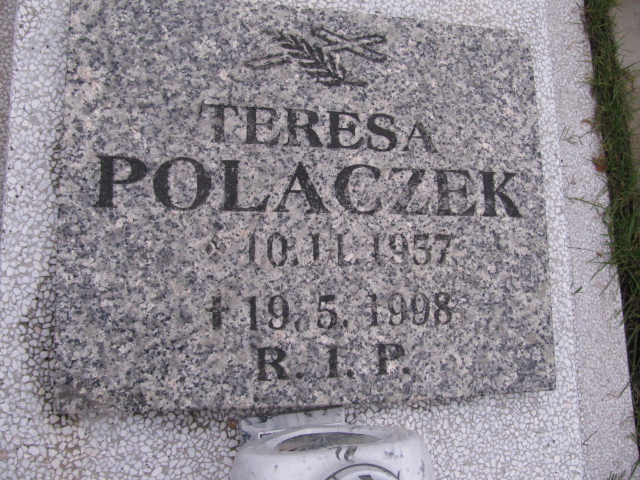 TERESA
POLACZEK
* 10.11.1957
† 19.5.1998
R.I.P.